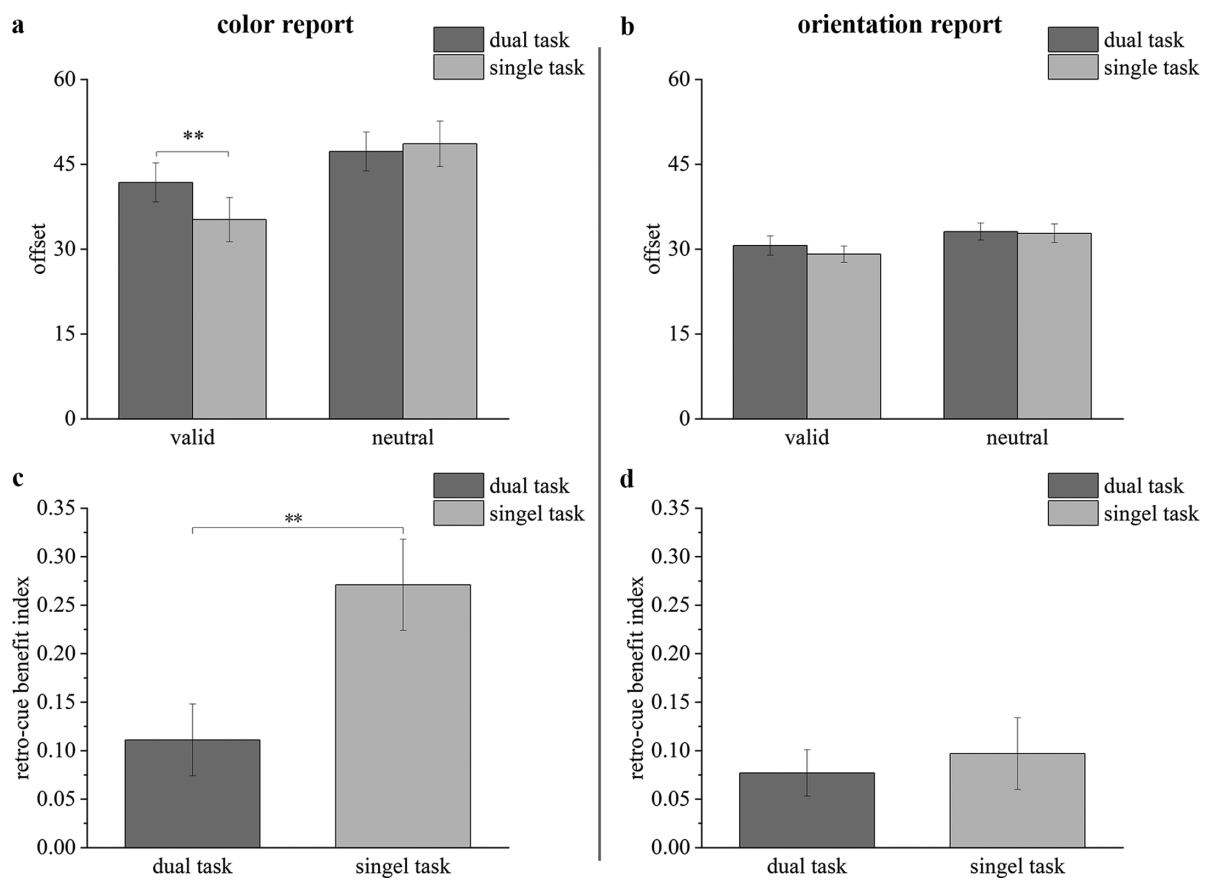 a
color report
dual task
single task
60
45
30
15
0
offset
**
valid
neutral
b
orientation report
dual task
single task
60
45
30
15
0
offset
valid
neutral
c
dual task
singel task
0.35
0.30
0.25
0.20
0.15
0.10
0.05
0.00
retro-cue benefit index
**
dual task
singel task
d
dual task
singel task
0.35
0.30
0.25
0.20
0.15
0.10
0.05
0.00
retro-cue benefit index
dual task
singel task